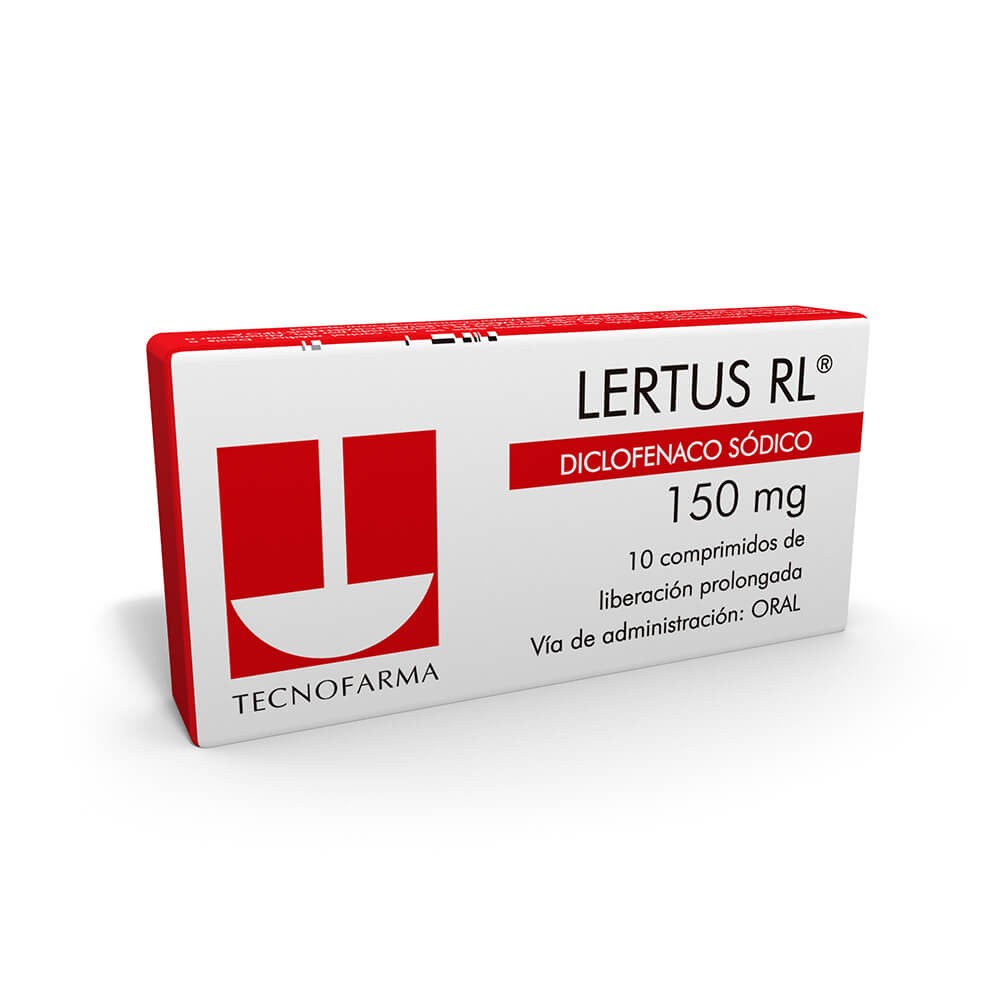 LERTUS RL®
DICLOFENACO SÓDICO
150 mg
10 comprimidos de
liberación prolongada
Vía de administración: ORAL
TECNOFARMA